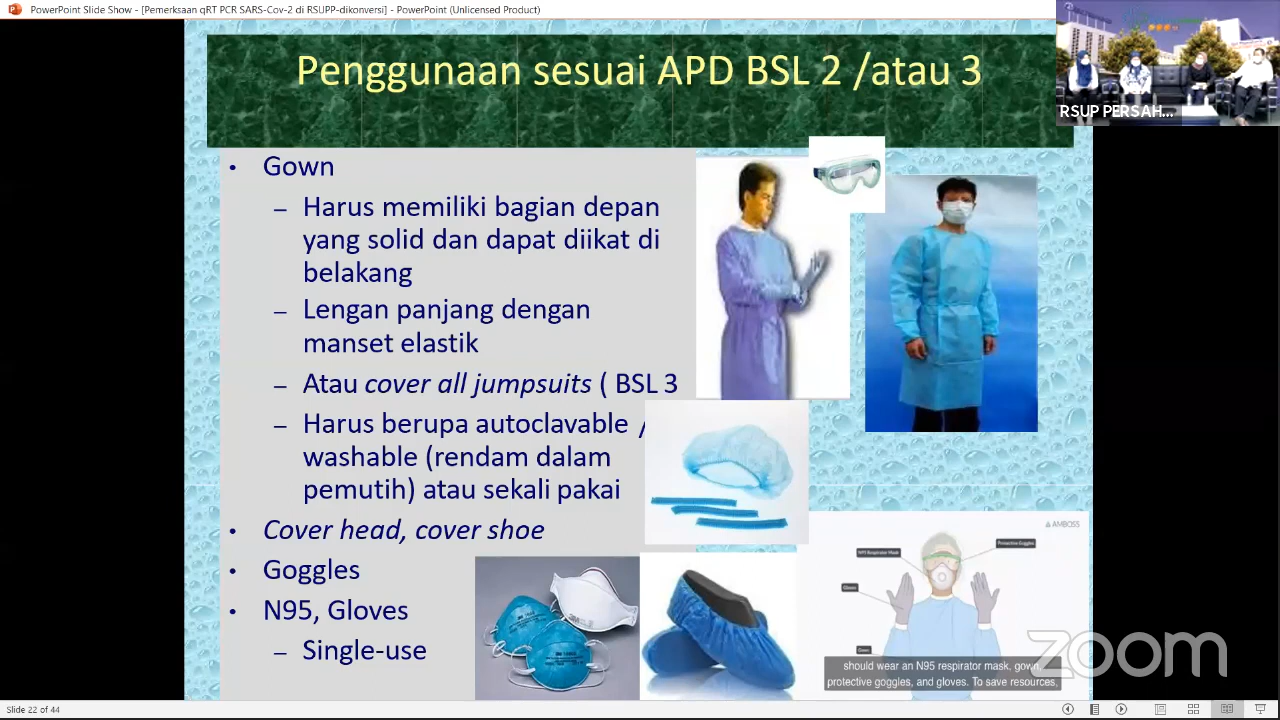 PowerPoint Slide Show - [Pemerksaan qRT PCR SARS-Cov-2 di RSUPP-dikonversi] - PowerPoint (Unlicensed Product)
Penggunaan sesuai APD BSL 2 /atau 3
RSUP PERSAH...
• Gown
– Harus memiliki bagian depan
yang solid dan dapat diikat di
belakang
– Lengan panjang dengan
manset elastik
– Atau cover all jumpsuits ( BSL 3
– Harus berupa autoclavable /
washable (rendam dalam
pemutih) atau sekali pakai
• Cover head, cover shoe
• Goggles
• N95, Gloves
– Single-use
AMBOSS
Protective Goggles
N95 Respirator Mask
Gloves
Gown
should wear an N95 respirator mask, gown,
protective goggles, and gloves. To save resources,
zoom
Slide 22 of 44